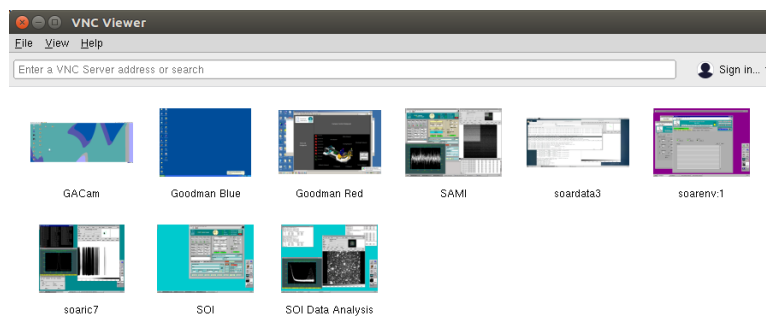 VNC Viewer
File View Help
Enter a VNC Server address or search
Sign in...
GACam Goodman Blue Goodman Red SAMI soardata3 soarenv:1
soaric7 SOI SOI Data Analysis